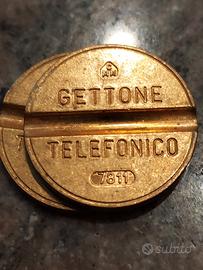 GETTONE
TELEFONICO
7811
subito